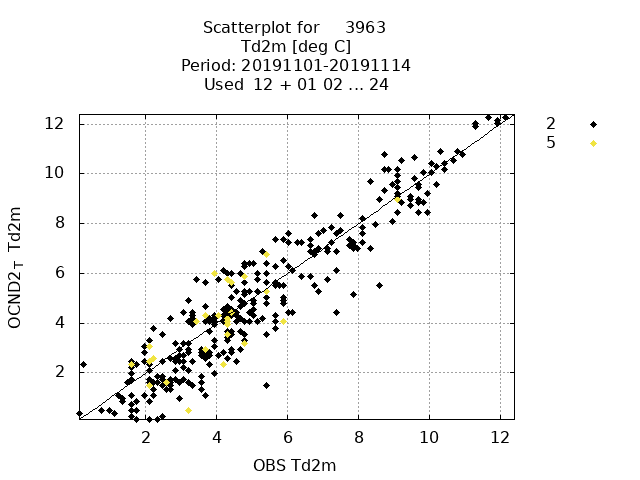 Scatterplot for 3963
Td2m [deg C]
Period: 20191101-20191114
Used 12 + 01 02 ... 24
2
5
12
10
8
6
4
2
OCND2_T Td2m
2 4 6 8 10 12
OBS Td2m